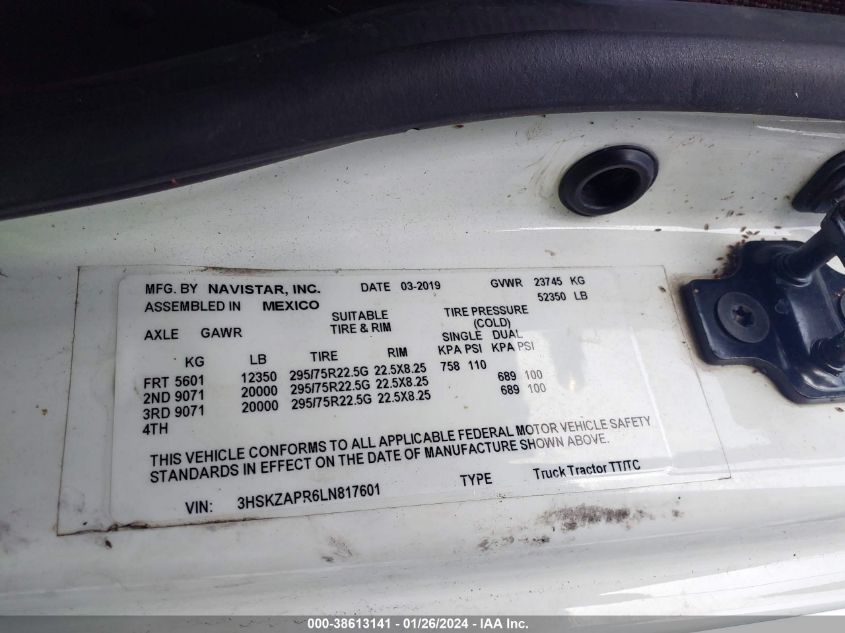 MFG. BY NAVISTAR, INC. DATE 03-2019 GVWR 23745 KG
ASSEMBLED IN MEXICO 52350 LB
SUITABLE TIRE PRESSURE
AXLE GAWR TIRE & RIM (COLD)
SINGLE DUAL
KG LB TIRE RIM KPA PSI KPA PSI
FRT 5601 12350 295/75R22.5G 22.5X8.25 758 110
2ND 9071 20000 295/75R22.5G 22.5X8.25 689 100
3RD 9071 20000 295/75R22.5G 22.5X8.25 689 100
4TH
THIS VEHICLE CONFORMS TO ALL APPLICABLE FEDERAL MOTOR VEHICLE SAFETY
STANDARDS IN EFFECT ON THE DATE OF MANUFACTURE SHOWN ABOVE.
VIN: 3HSKZAPR6LN817601 TYPE Truck Tractor TT/TC
000-38613141 - 01/26/2024 - IAA Inc.